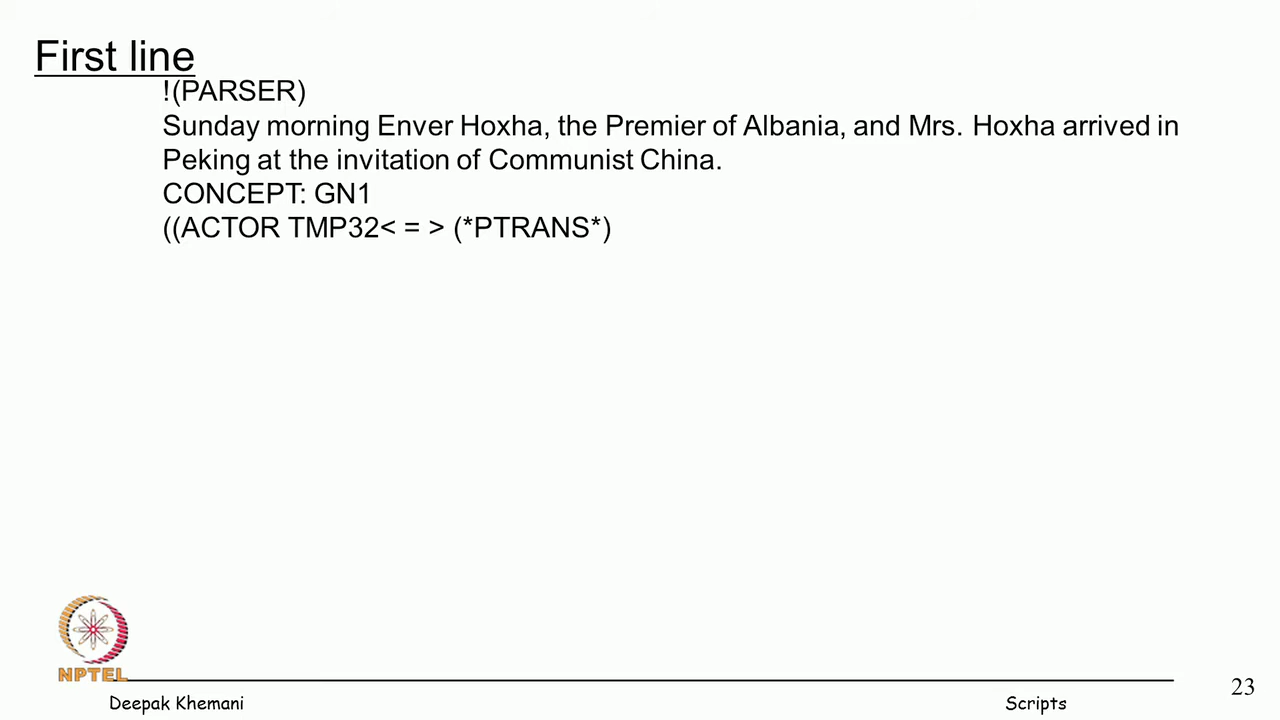 First line
!(PARSER)
Sunday morning Enver Hoxha, the Premier of Albania, and Mrs. Hoxha arrived in
Peking at the invitation of Communist China.
CONCEPT: GN1
((ACTOR TMP32< = > (*PTRANS*)
NPTEL
Deepak Khemani
Scripts
23